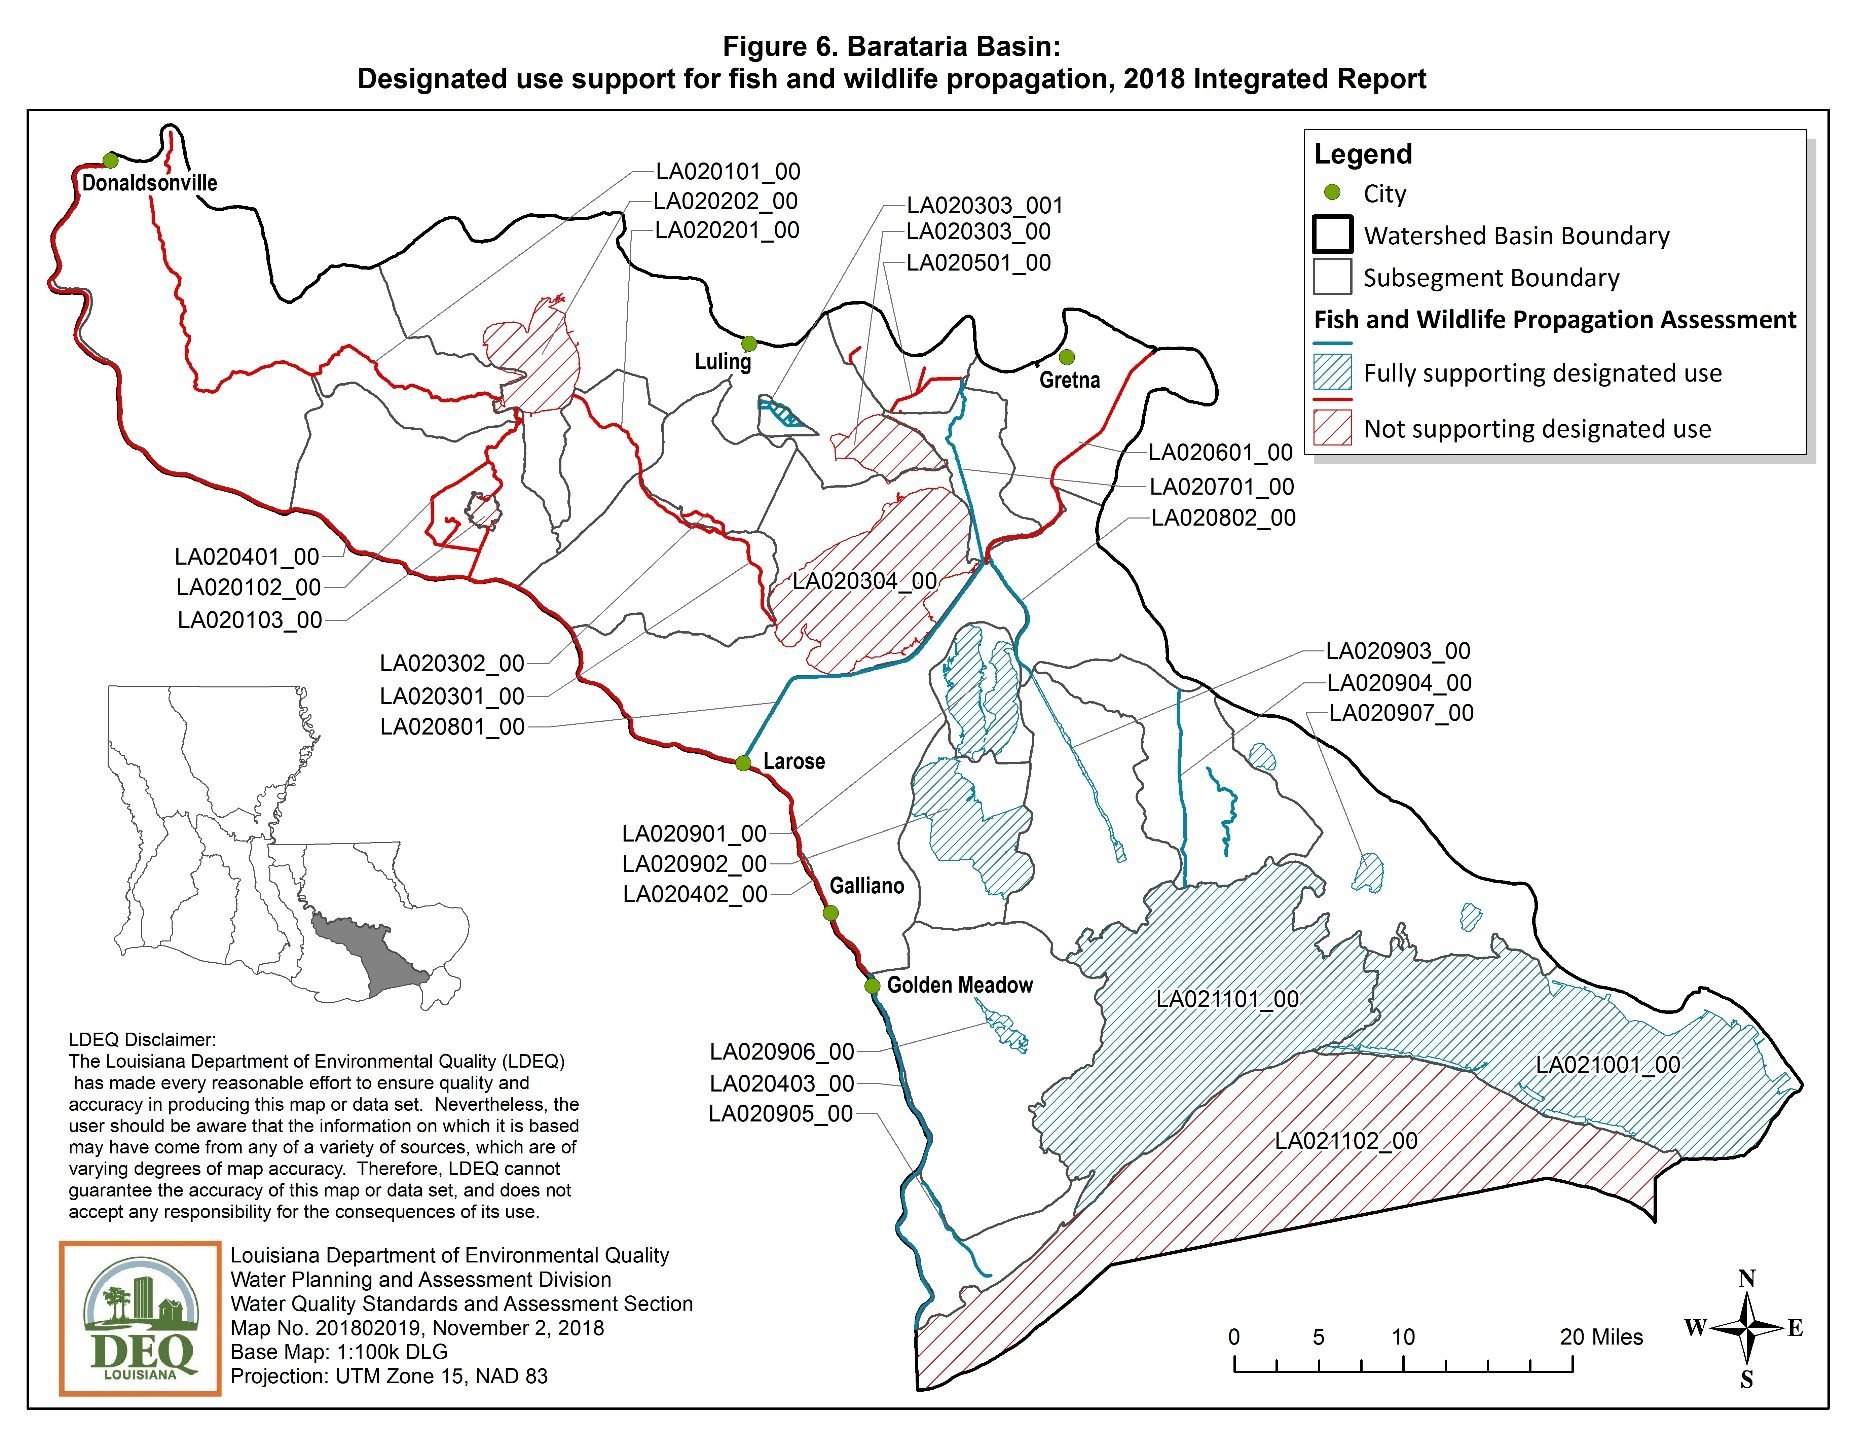 Figure 6. Barataria Basin:
Designated use support for fish and wildlife propagation, 2018 Integrated Report
Legend
City
Watershed Basin Boundary
Subsegment Boundary
Fish and Wildlife Propagation Assessment
Fully supporting designated use
Not supporting designated use
Donaldsonville
LA020101_00
LA020202_00
LA020201_00
LA020303_001
LA020303_00
LA020501_00
Luling
Gretna
LA020601_00
LA020701_00
LA020802_00
LA020401_00
LA020102_00
LA020103_00
LA020304_00
LA020302_00
LA020301_00
LA020801_00
LA020903_00
LA020904_00
LA020907_00
Larose
LA020901_00
LA020902_00
LA020402_00
Galliano
Golden Meadow
LA021101_00
LA021001_00
LA021102_00
LA020906_00
LA020403_00
LA020905_00
LDEQ Disclaimer:
The Louisiana Department of Environmental Quality (LDEQ)
has made every reasonable effort to ensure quality and
accuracy in producing this map or data set. Nevertheless, the
user should be aware that the information on which it is based
may have come from any of a variety of sources, which are of
varying degrees of map accuracy. Therefore, LDEQ cannot
guarantee the accuracy of this map or data set, and does not
accept any responsibility for the consequences of its use.
DEQ
LOUISIANA
Louisiana Department of Environmental Quality
Water Planning and Assessment Division
Water Quality Standards and Assessment Section
Map No. 201802019, November 2, 2018
Base Map: 1:100k DLG
Projection: UTM Zone 15, NAD 83
0 5 10 20 Miles
N
W E
S